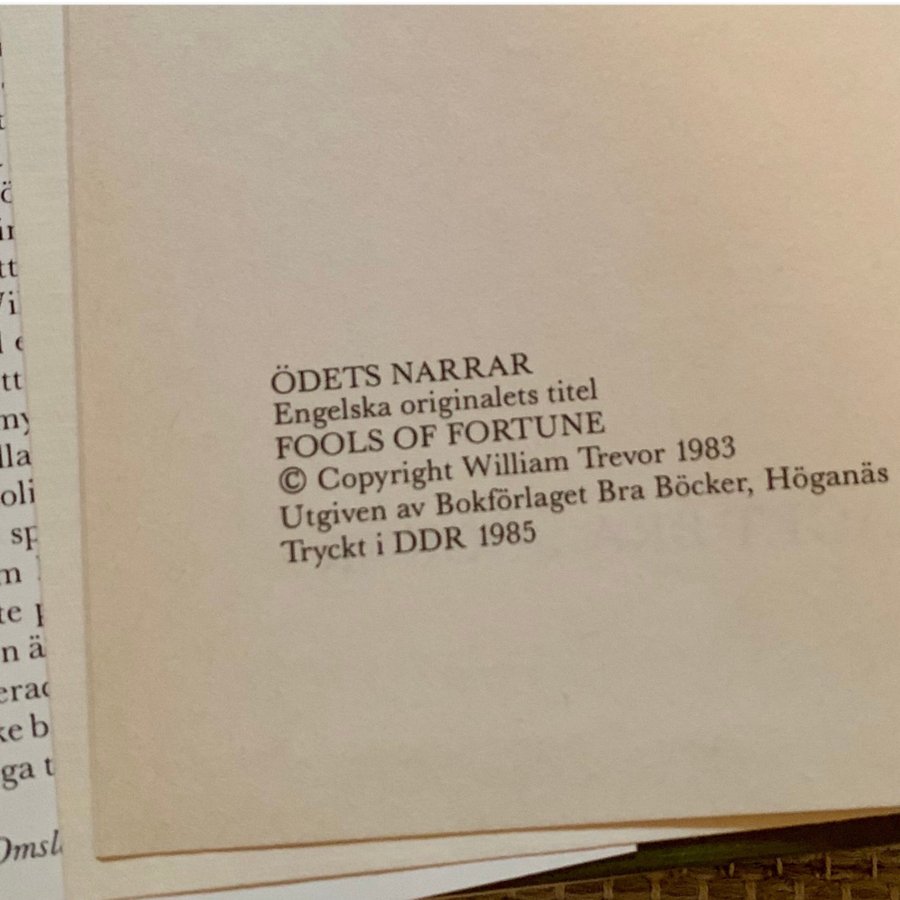 ÖDETS NARRAR
Engelska originalets titel
FOOLS OF FORTUNE
© Copyright William Trevor 1983
Utgiven av Bokförlaget Bra Böcker, Höganäs
Tryckt i DDR 1985